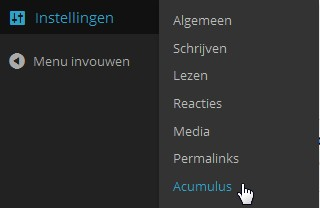 Instellingen
Menu invouwen
Algemeen
Schrijven
Lezen
Reacties
Media
Permalinks
Acumulus